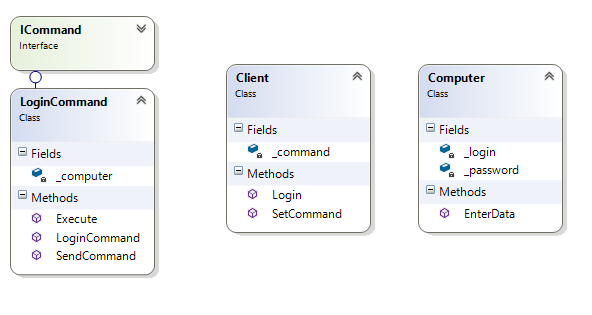 ICommand
Interface
LoginCommand
Class
Fields
_computer
Methods
Execute
LoginCommand
SendCommand
Client
Class
Fields
_command
Methods
Login
SetCommand
Computer
Class
Fields
_login
_password
Methods
EnterData